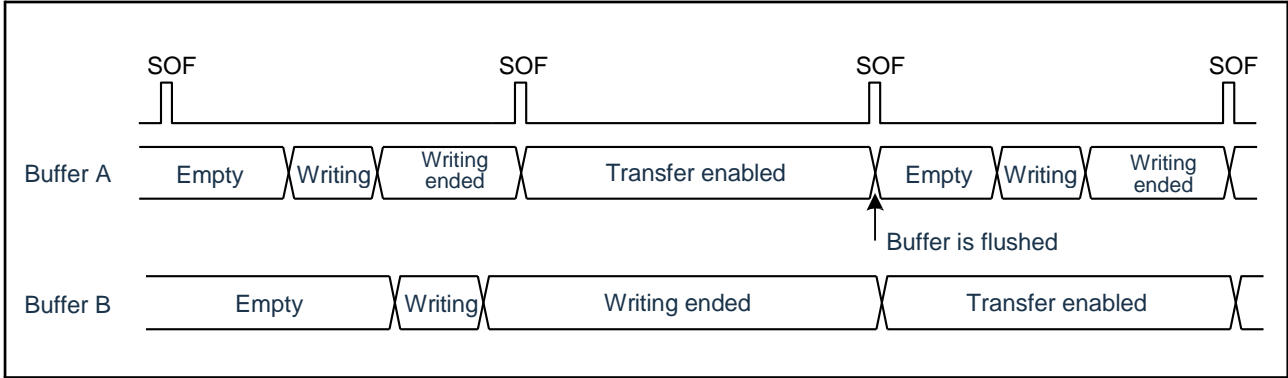 SOF SOF SOF SOF
Buffer A Empty Writing Writing ended Transfer enabled Empty Writing Writing ended
Buffer is flushed
Buffer B Empty Writing Writing ended Transfer enabled